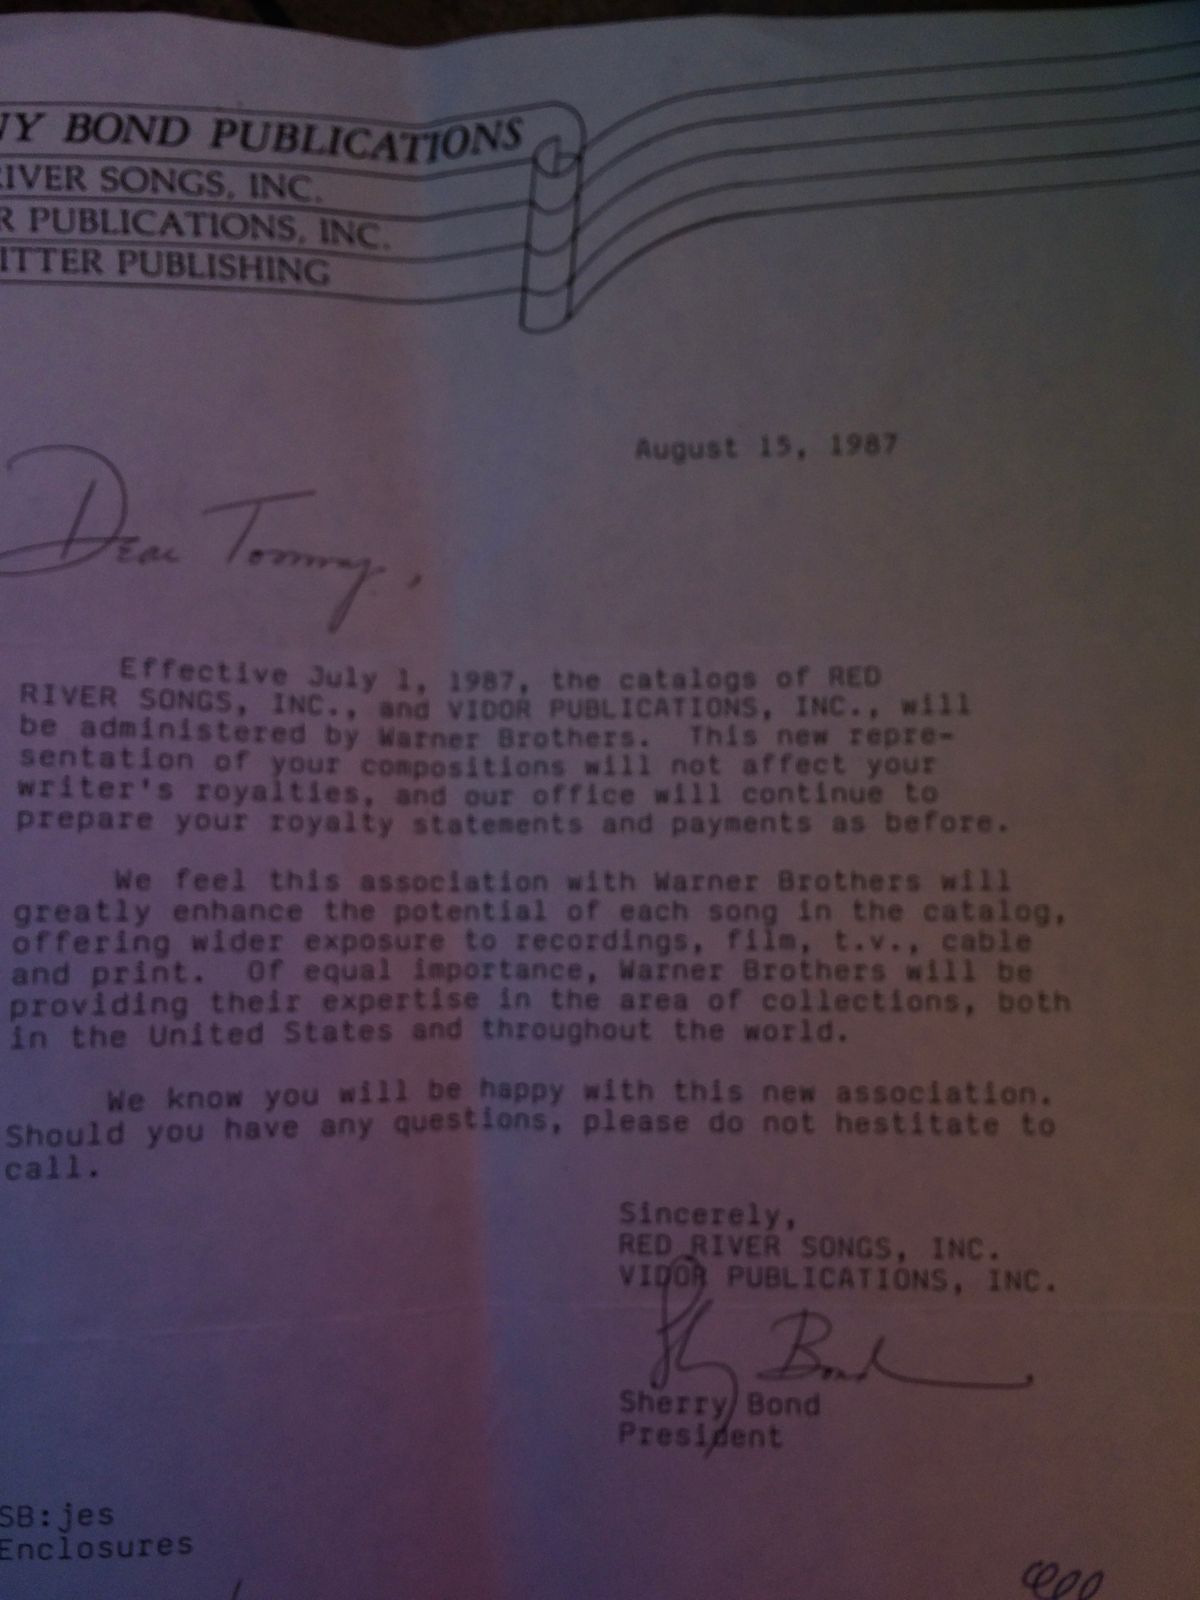 NY BOND PUBLICATIONS
RIVER SONGS, INC.
R PUBLICATIONS, INC.
ITTER PUBLISHING
August 15, 1987
Dear Tommy,
Effective July 1, 1987, the catalogs of RED
RIVER SONGS, INC., and VIDOR PUBLICATIONS, INC., will
be administered by Warner Brothers. This new repre-
sentation of your compositions will not affect your
writer's royalties, and our office will continue to
prepare your royalty statements and payments as before.
We feel this association with Warner Brothers will
greatly enhance the potential of each song in the catalog,
offering wider exposure to recordings, film, t.v., cable
and print. Of equal importance, Warner Brothers will be
providing their expertise in the area of collections, both
in the United States and throughout the world.
We know you will be happy with this new association.
Should you have any questions, please do not hestitate to
call.
Sincerely,
RED RIVER SONGS, INC.
VIDOR PUBLICATIONS, INC.
Sherry Bond
Sherry Bond
President
SB:jes
Enclosures